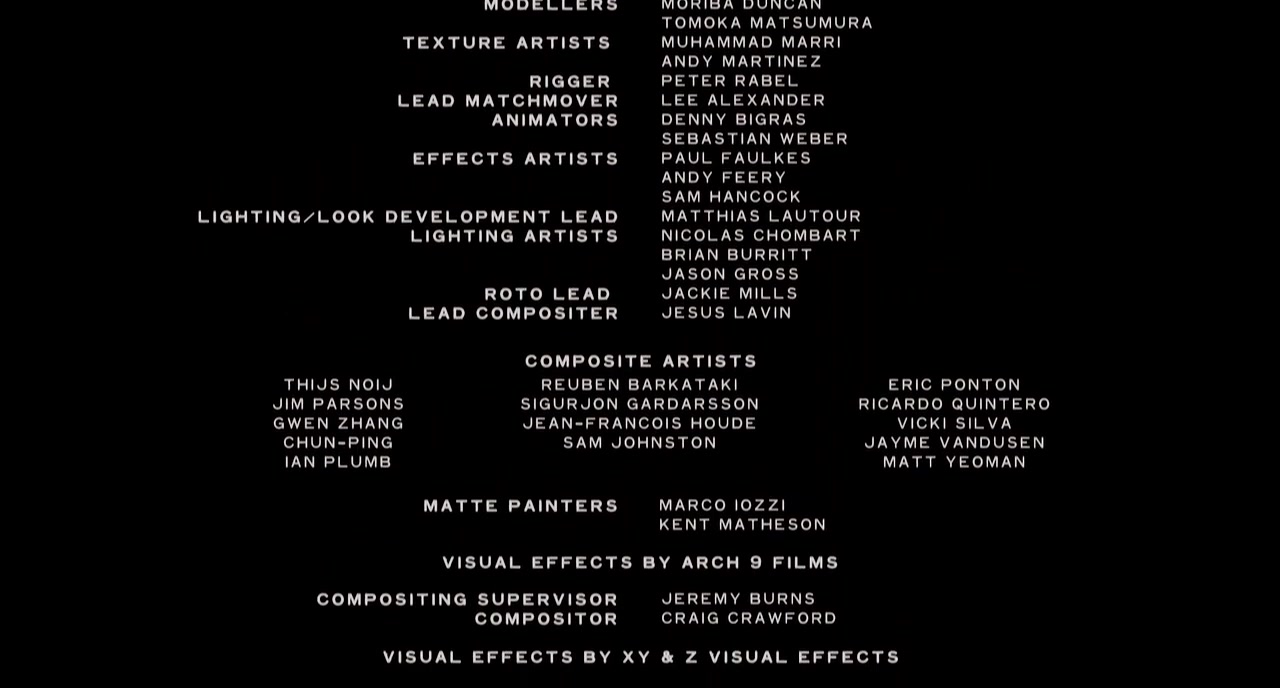 MODELLERS MORIBA DUNCAN
TOMOKA MATSUMURA
TEXTURE ARTISTS MUHAMMAD MARRI
ANDY MARTINEZ
RIGGER PETER RABEL
LEAD MATCHMOVER LEE ALEXANDER
ANIMATORS DENNY BIGRAS
SEBASTIAN WEBER
EFFECTS ARTISTS PAUL FAULKES
ANDY FEERY
SAM HANCOCK
LIGHTING/LOOK DEVELOPMENT LEAD MATTHIAS LAUTOUR
LIGHTING ARTISTS NICOLAS CHOMBART
BRIAN BURRITT
JASON GROSS
ROTO LEAD JACKIE MILLS
LEAD COMPOSITER JESUS LAVIN
COMPOSITE ARTISTS
THIJS NOIJ REUBEN BARKATAKI ERIC PONTON
JIM PARSONS SIGURJON GARDARSSON RICARDO QUINTERO
GWEN ZHANG JEAN-FRANCOIS HOUDE VICKI SILVA
CHUN-PING SAM JOHNSTON JAYME VANDUSEN
IAN PLUMB MATT YEOMAN
MATTE PAINTERS MARCO IOZZI
KENT MATHESON
VISUAL EFFECTS BY ARCH 9 FILMS
COMPOSITING SUPERVISOR JEREMY BURNS
COMPOSITOR CRAIG CRAWFORD
VISUAL EFFECTS BY XY & Z VISUAL EFFECTS